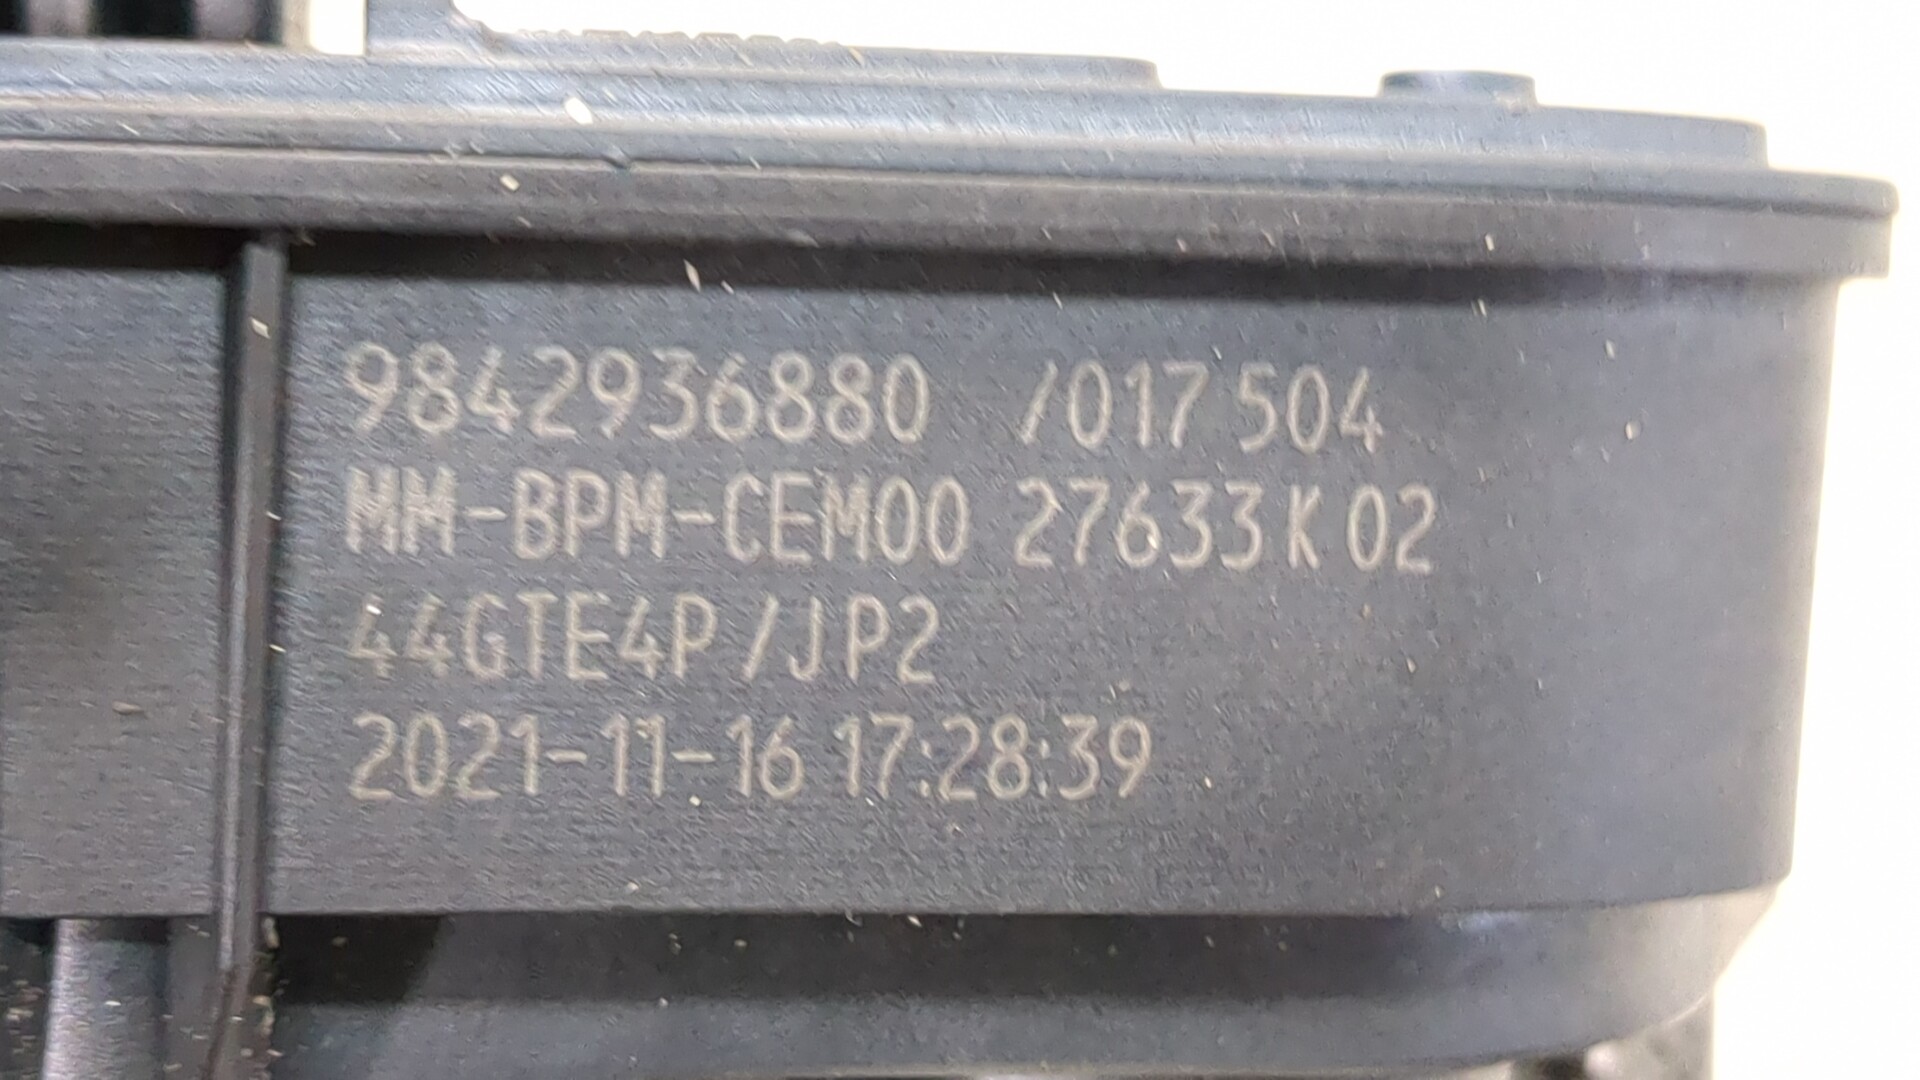 9842936880 /017 504
MM-BPM-CEM00 27633 K 02
44GTE4P/JP2
2021-11-16 17:28:39